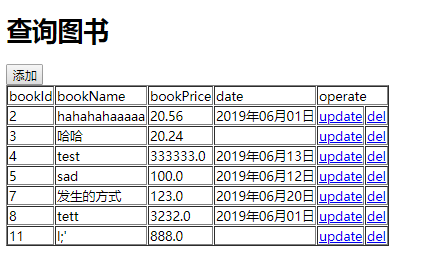 查询图书
添加
bookId bookName bookPrice date operate
2 hahahahaaaaa 20.56 2019年06月01日 update del
3 哈哈 20.24 update del
4 test 333333.0 2019年06月13日 update del
5 sad 100.0 2019年06月12日 update del
7 发生的方式 123.0 2019年06月20日 update del
8 tett 3232.0 2019年06月01日 update del
11 l;' 888.0 update del